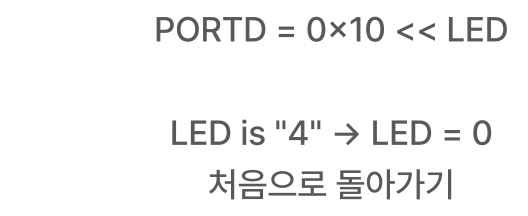 PORTD = 0×10 << LED
LED is "4" → LED = 0
처음으로 돌아가기